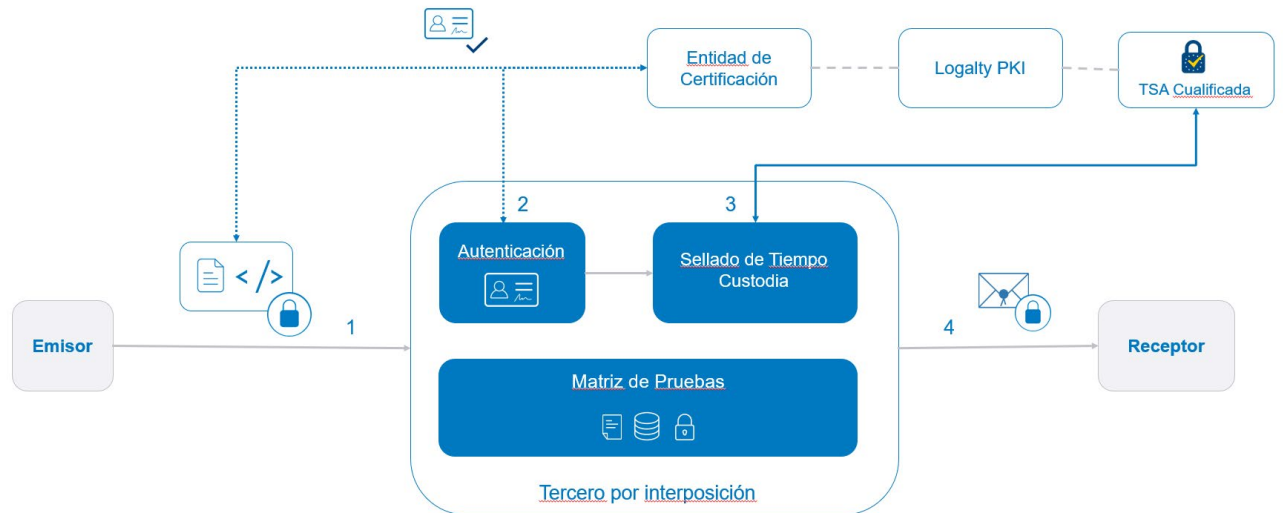 Entidad de
Certificación
Logalty PKI
TSA Cualificada
2
3
Autenticación
Sellado de Tiempo
Custodia
</>
1
4
Emisor
Receptor
Matriz de Pruebas
Tercero por interposición